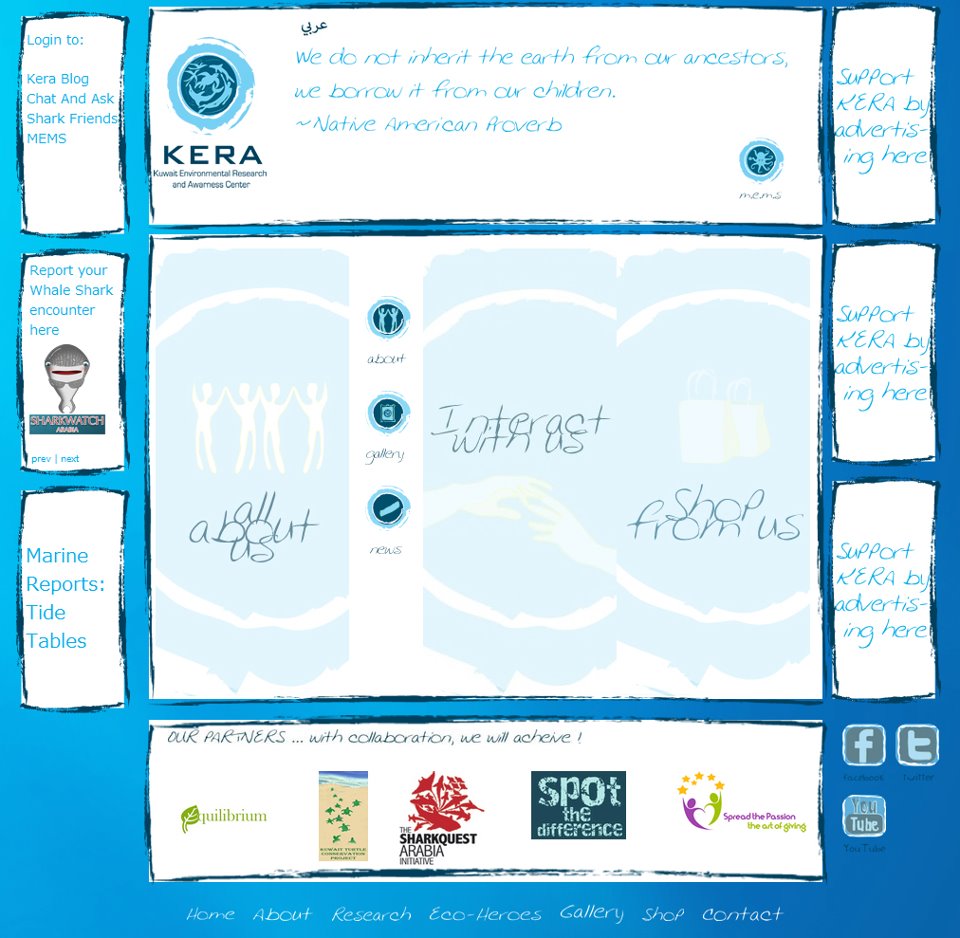 Login to:
Kera Blog
Chat And Ask
Shark Friends
MEMS
عربي
We do not inherit the earth from our ancestors,
we borrow it from our children.
~Native American Proverb
KERA
Kuwait Environmental Research
and Awarness Center
m.e.m.s
Support
KERA by
advertis-
ing here
Report your
Whale Shark
encounter
here
SHARKWATCH
ARABIA
prev | next
all
about
us
about
gallery
news
Interact
with us
shop
from us
Support
KERA by
advertis-
ing here
Marine
Reports:
Tide
Tables
Support
KERA by
advertis-
ing here
OUR PARTNERS ... with collaboration, we will acheive !
Equilibrium
KUWAIT TURTLE
CONSERVATION
PROJECT
THE
SHARKQUEST
ARABIA
INITIATIVE
spot
the
difference
Spread the Passion
the art of giving
Facebook
Twitter
You
Tube
YouTube
Home About Research Eco-Heroes Gallery Shop Contact